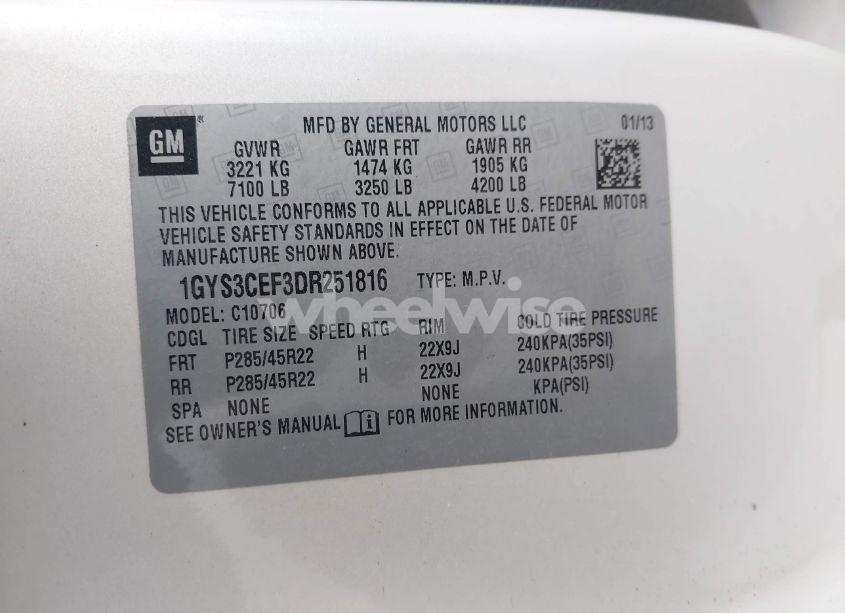 GM ® MFD BY GENERAL MOTORS LLC 01/13
GVWR GAWR FRT GAWR RR
3221 KG 1474 KG 1905 KG
7100 LB 3250 LB 4200 LB
THIS VEHICLE CONFORMS TO ALL APPLICABLE U.S. FEDERAL MOTOR
VEHICLE SAFETY STANDARDS IN EFFECT ON THE DATE OF
MANUFACTURE SHOWN ABOVE.
1GYS3CEF3DR251816 TYPE: M.P.V.
wheelwise
MODEL: C10706
CDGL TIRE SIZE SPEED RTG RIM COLD TIRE PRESSURE
FRT P285/45R22 H 22X9J 240KPA(35PSI)
RR P285/45R22 H 22X9J 240KPA(35PSI)
SPA NONE NONE KPA(PSI)
SEE OWNER'S MANUAL i FOR MORE INFORMATION.